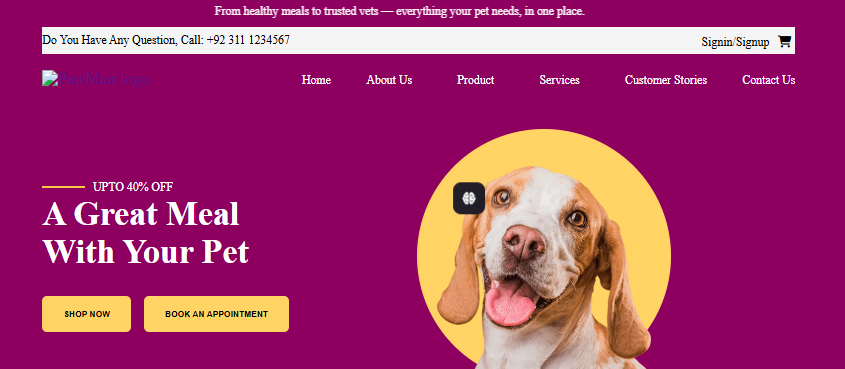 From healthy meals to trusted vets — everything your pet needs, in one place.
Do You Have Any Question, Call: +92 311 1234567
Signin/Signup
Home About Us Product Services Customer Stories Contact Us
UPTO 40% OFF
A Great Meal
With Your Pet
SHOP NOW BOOK AN APPOINTMENT